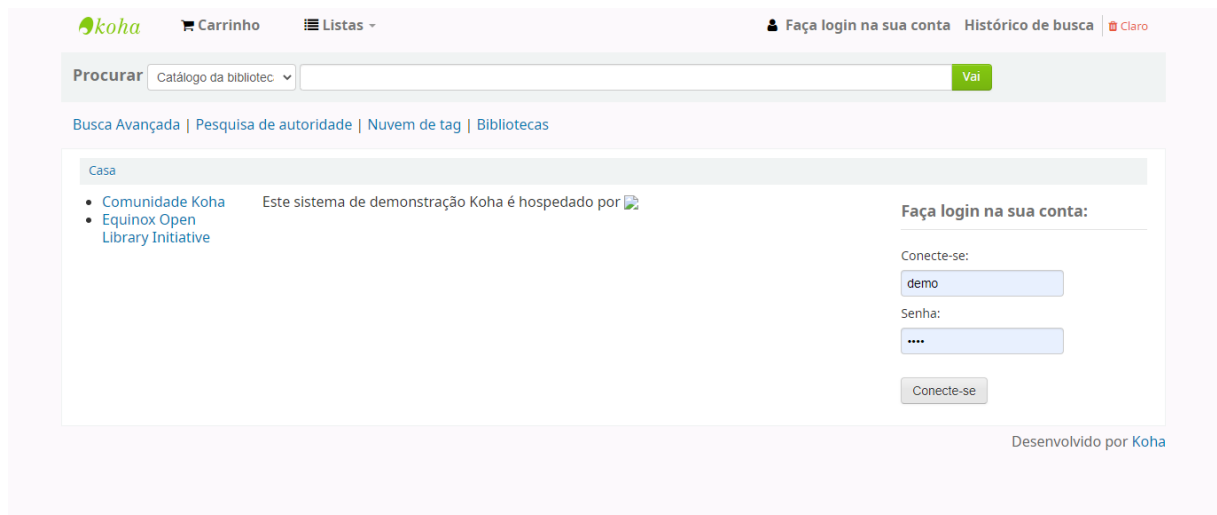 koha Carrinho Listas Faça login na sua conta Histórico de busca Claro
Procurar Catálogo da bibliotec Vai
Busca Avançada | Pesquisa de autoridade | Nuvem de tag | Bibliotecas
Casa
Comunidade Koha
Equinox Open
Library Initiative
Este sistema de demonstração Koha é hospedado por
Faça login na sua conta:
Conecte-se:
demo
Senha:
••••
Conecte-se
Desenvolvido por Koha